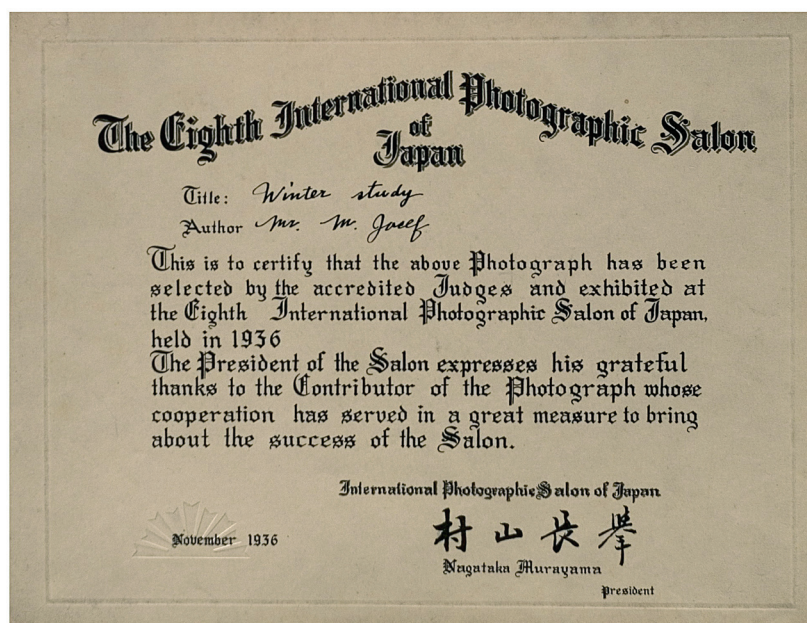 The Eighth International Photographic Salon
of
Japan
Title: Winter study
Author Mr. M. Josef
This is to certify that the above Photograph has been
selected by the accredited Judges and exhibited at
the Eighth International Photographic Salon of Japan,
held in 1936
The President of the Salon expresses his grateful
thanks to the Contributor of the Photograph whose
cooperation has served in a great measure to bring
about the success of the Salon.
International Photographic Salon of Japan
村山長挙
November 1936
Nagataka Murayama
President